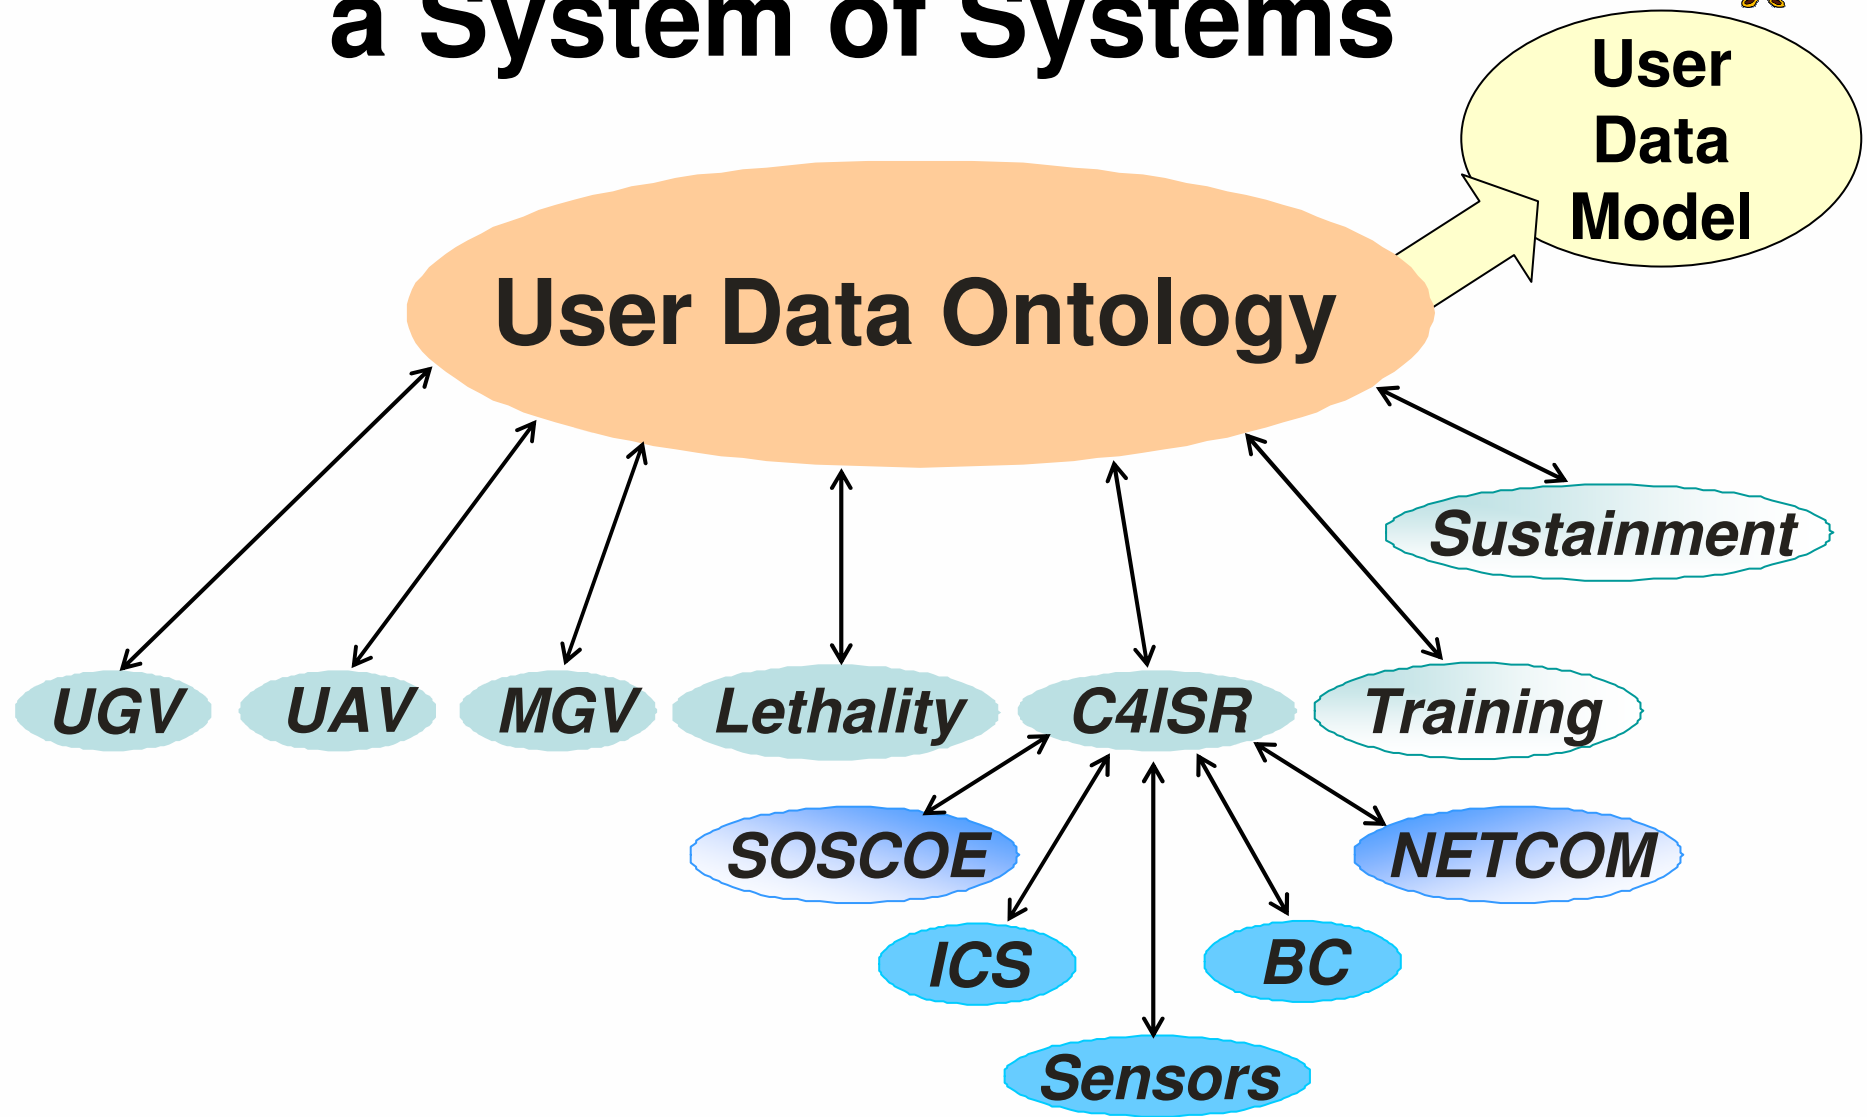 a System of Systems
User
Data
Model
User Data Ontology
Sustainment
UGV
UAV
MGV
Lethality
C4ISR
Training
SOSCOE
NETCOM
ICS
BC
Sensors